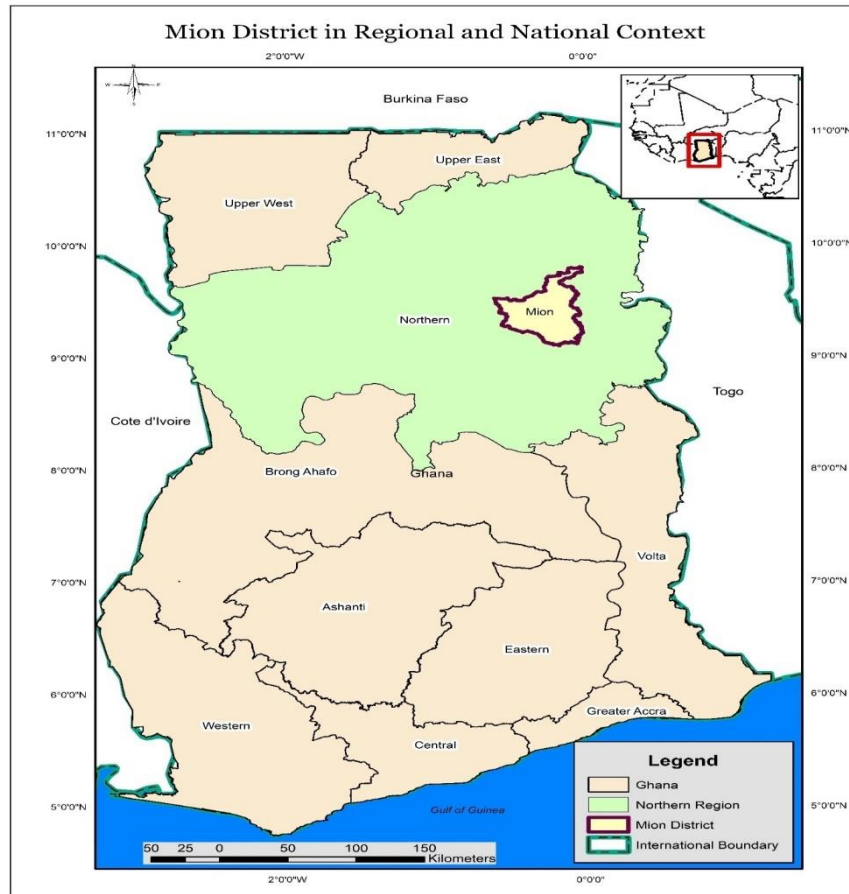 Mion District in Regional and National Context
2°0'0"W 0°0'0"
N
W E
S
Burkina Faso
11°0'0"N 11°0'0"N
Upper East
Upper West
10°0'0"N 10°0'0"N
Mion
Northern
9°0'0"N 9°0'0"N
Togo
Cote d'Ivoire
Brong Ahafo
Ghana
8°0'0"N 8°0'0"N
Volta
7°0'0"N 7°0'0"N
Ashanti
Eastern
6°0'0"N 6°0'0"N
Greater Accra
Western
Central
Legend
Ghana
Northern Region
Mion District
International Boundary
5°0'0"N 5°0'0"N
Gulf of Guinea
50 25 0 50 100 150
Kilometers
2°0'0"W 0°0'0"